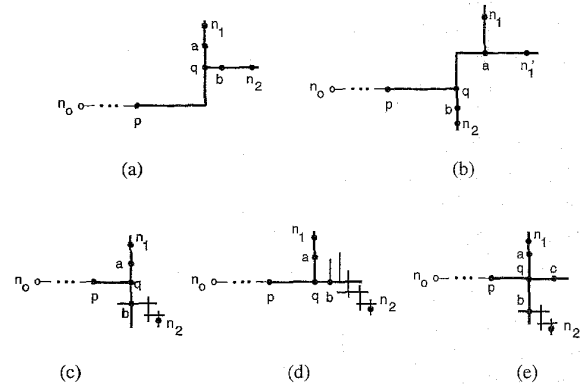 n₁
a
q b n₂
n₀ ... p
(a)
n₁
a n₁'
n₀ ... p q
b
n₂
(b)
n₁
a
n₀ ... p q
b
n₂
(c)
n₁
a
n₀ ... p q b
n₂
(d)
n₁
a
q c
n₀ ... p
b
n₂
(e)